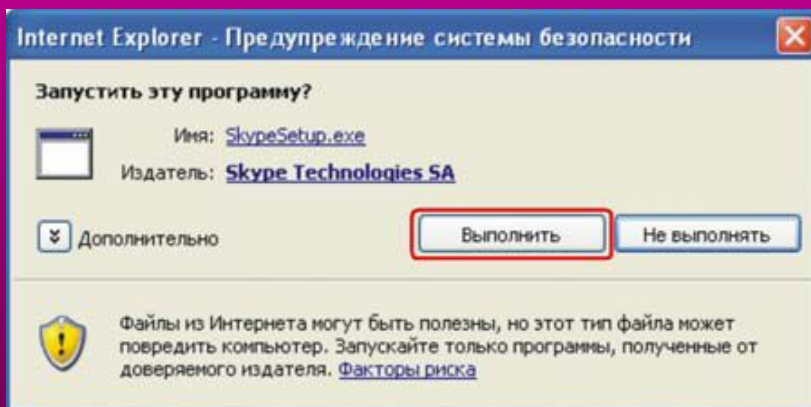 Internet Explorer - Предупреждение системы безопасности
Запустить эту программу?
Имя: SkypeSetup.exe
Издатель: Skype Technologies SA
Дополнительно
Выполнить
Не выполнять
Файлы из Интернета могут быть полезны, но этот тип файла может
повредить компьютер. Запускайте только программы, полученные от
доверяемого издателя. Факторы риска